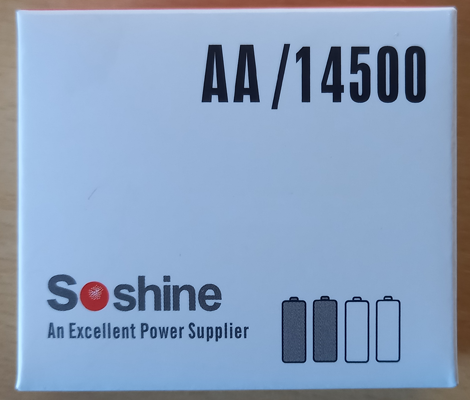 AA/14500
Soshine
An Excellent Power Supplier